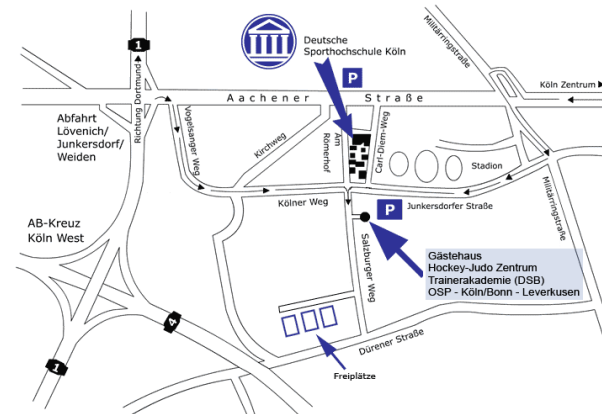 Deutsche
Sporthochschule Köln
Militärringstraße
1
P
Köln Zentrum
Richtung Dortmund
Aachener Straße
Abfahrt
Lövenich/
Junkersdorf/
Weiden
Vogelsanger Weg
Kirchweg
Am
Römerhof
Carl-Diem-Weg
Stadion
Kölner Weg
P
Junkersdorfer Straße
Militärringstraße
AB-Kreuz
Köln West
Salzburger Weg
Gästehaus
Hockey-Judo Zentrum
Trainerakademie (DSB)
OSP - Köln/Bonn - Leverkusen
4
Dürener Straße
1
Freiplätze